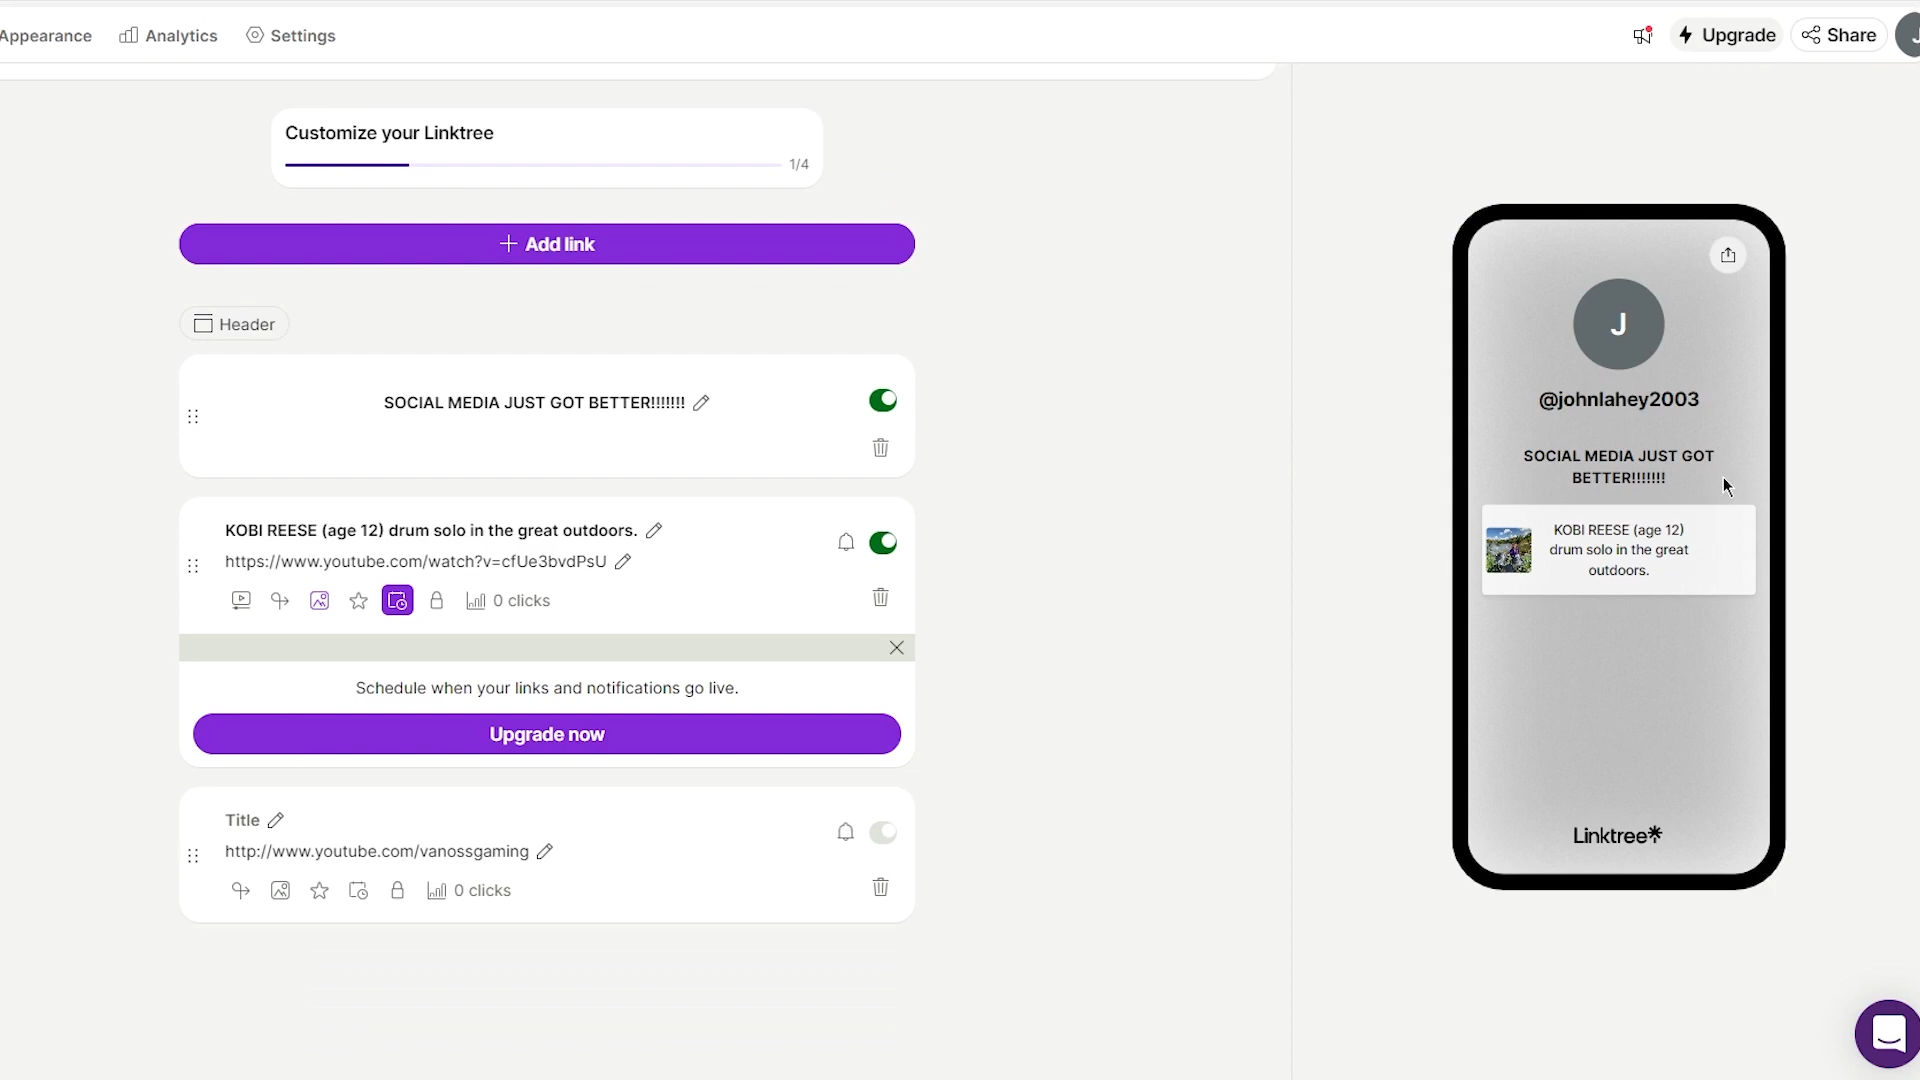 Appearance
Analytics
Settings
Upgrade
Share
J
Customize your Linktree
1/4
Add link
Header
SOCIAL MEDIA JUST GOT BETTER!!!!!!!
KOBI REESE (age 12) drum solo in the great outdoors.
https://www.youtube.com/watch?v=cfUe3bvdPsU
0 clicks
Schedule when your links and notifications go live.
Upgrade now
Title
http://www.youtube.com/vanossgaming
0 clicks
J
@johnlahey2003
SOCIAL MEDIA JUST GOT
BETTER!!!!!!!
KOBI REESE (age 12)
drum solo in the great
outdoors.
Linktree